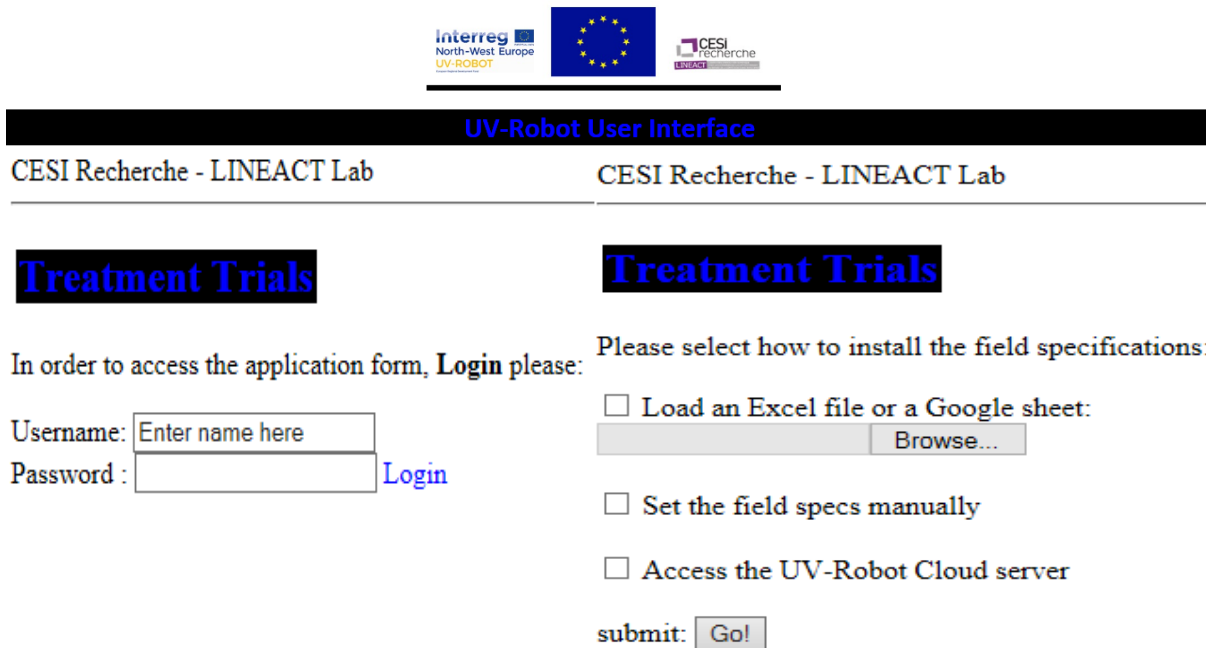 Interreg
North-West Europe
UV-ROBOT
CESI
recherche
LINEACT
UV-Robot User Interface
CESI Recherche - LINEACT Lab
Treatment Trials
In order to access the application form, Login please:
Username: Enter name here
Password : Login
CESI Recherche - LINEACT Lab
Treatment Trials
Please select how to install the field specifications:
Load an Excel file or a Google sheet:
Browse...
Set the field specs manually
Access the UV-Robot Cloud server
submit: Go!